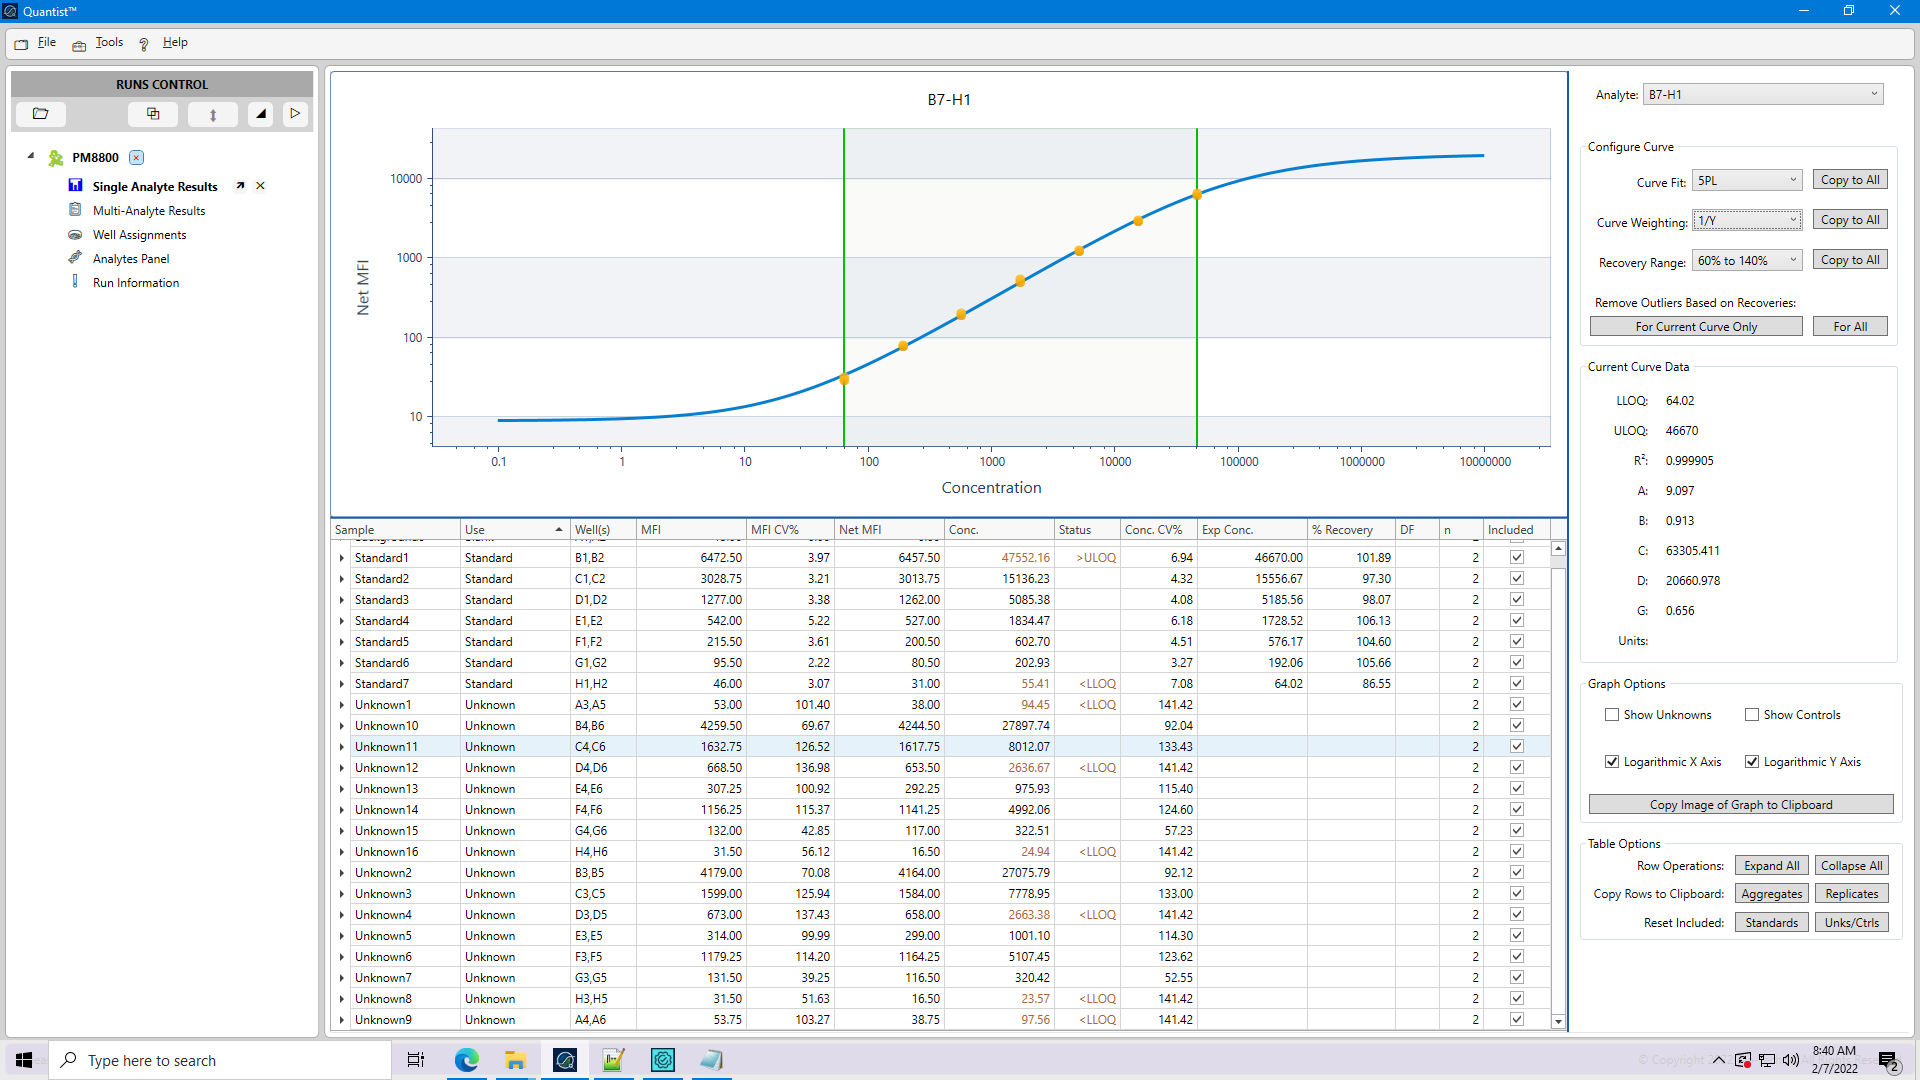 Quantist™
File Tools ? Help
RUNS CONTROL
PM8800
Single Analyte Results
Multi-Analyte Results
Well Assignments
Analytes Panel
Run Information
B7-H1
Net MFI
10000
1000
100
10
0.1 1 10 100 1000 10000 100000 1000000 10000000
Concentration
Sample Use Well(s) MFI MFI CV% Net MFI Conc. Status Conc. CV% Exp Conc. % Recovery DF n Included
Standard1 Standard B1,B2 6472.50 3.97 6457.50 47552.16 >ULOQ 6.94 46670.00 101.89 2
Standard2 Standard C1,C2 3028.75 3.21 3013.75 15136.23 4.32 15556.67 97.30 2
Standard3 Standard D1,D2 1277.00 3.38 1262.00 5085.38 4.08 5185.56 98.07 2
Standard4 Standard E1,E2 542.00 5.22 527.00 1834.47 6.18 1728.52 106.13 2
Standard5 Standard F1,F2 215.50 3.61 200.50 602.70 4.51 576.17 104.60 2
Standard6 Standard G1,G2 95.50 2.22 80.50 202.93 3.27 192.06 105.66 2
Standard7 Standard H1,H2 46.00 3.07 31.00 55.41 <LLOQ 7.08 64.02 86.55 2
Unknown1 Unknown A3,A5 53.00 101.40 38.00 94.45 <LLOQ 141.42 2
Unknown10 Unknown B4,B6 4259.50 69.67 4244.50 27897.74 92.04 2
Unknown11 Unknown C4,C6 1632.75 126.52 1617.75 8012.07 133.43 2
Unknown12 Unknown D4,D6 668.50 136.98 653.50 2636.67 <LLOQ 141.42 2
Unknown13 Unknown E4,E6 307.25 100.92 292.25 975.93 115.40 2
Unknown14 Unknown F4,F6 1156.25 115.37 1141.25 4992.06 124.60 2
Unknown15 Unknown G4,G6 132.00 42.85 117.00 322.51 57.23 2
Unknown16 Unknown H4,H6 31.50 56.12 16.50 24.94 <LLOQ 141.42 2
Unknown2 Unknown B3,B5 4179.00 70.08 4164.00 27075.79 92.12 2
Unknown3 Unknown C3,C5 1599.00 125.94 1584.00 7778.95 133.00 2
Unknown4 Unknown D3,D5 673.00 137.43 658.00 2663.38 <LLOQ 141.42 2
Unknown5 Unknown E3,E5 314.00 99.99 299.00 1001.10 114.30 2
Unknown6 Unknown F3,F5 1179.25 114.20 1164.25 5107.45 123.62 2
Unknown7 Unknown G3,G5 131.50 39.25 116.50 320.42 52.55 2
Unknown8 Unknown H3,H5 31.50 51.63 16.50 23.57 <LLOQ 141.42 2
Unknown9 Unknown A4,A6 53.75 103.27 38.75 97.56 <LLOQ 141.42 2
Analyte: B7-H1
Configure Curve
Curve Fit: 5PL Copy to All
Curve Weighting: 1/Y Copy to All
Recovery Range: 60% to 140% Copy to All
Remove Outliers Based on Recoveries:
For Current Curve Only For All
Current Curve Data
LLOQ: 64.02
ULOQ: 46670
R²: 0.999905
A: 9.097
B: 0.913
C: 63305.411
D: 20660.978
G: 0.656
Units:
Graph Options
Show Unknowns Show Controls
Logarithmic X Axis Logarithmic Y Axis
Copy Image of Graph to Clipboard
Table Options
Row Operations: Expand All Collapse All
Copy Rows to Clipboard: Aggregates Replicates
Reset Included: Standards Unks/Ctrls
Type here to search
© Copyright
8:40 AM
2/7/2022
2